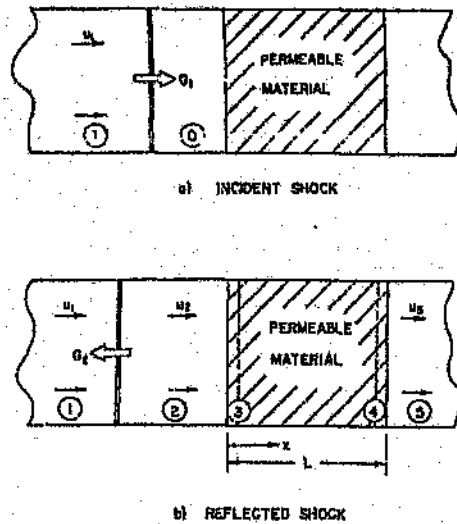 u₁
PERMEABLE
MATERIAL
G₁
① ⓪
a) INCIDENT SHOCK
u₁ u₂ u₅
PERMEABLE
MATERIAL
G₂
① ② ③ ④ ⑤
x
L
b) REFLECTED SHOCK